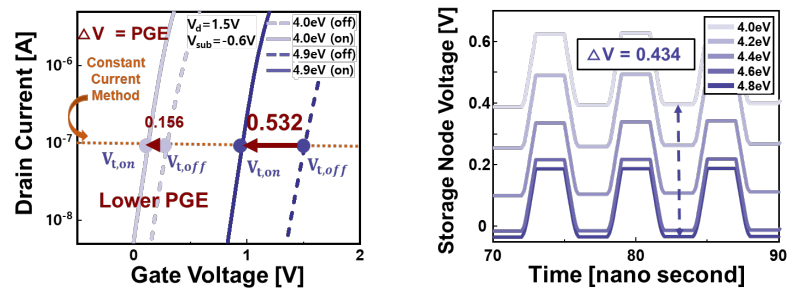 △V = PGE
V_d = 1.5V
V_sub = -0.6V
4.0eV (off)
4.0eV (on)
4.9eV (off)
4.9eV (on)
Constant
Current
Method
0.156
0.532
V_t,on
V_t,off
V_t,on
V_t,off
Lower PGE
Drain Current [A]
10^-6
10^-7
10^-8
0
1
2
Gate Voltage [V]
△V = 0.434
4.0eV
4.2eV
4.4eV
4.6eV
4.8eV
Storage Node Voltage [V]
0.6
0.4
0.2
0
70
80
90
Time [nano second]